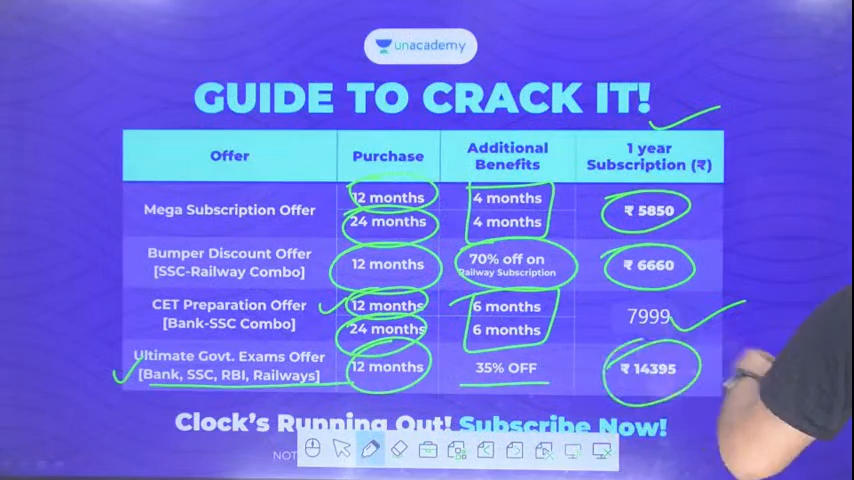 unacademy
GUIDE TO CRACK IT!
Offer
Purchase
Additional
Benefits
1 year
Subscription (₹)
Mega Subscription Offer
12 months
4 months
24 months
4 months
₹ 5850
Bumper Discount Offer
[SSC-Railway Combo]
12 months
70% off on
Railway Subscription
₹ 6660
CET Preparation Offer
[Bank-SSC Combo]
12 months
6 months
24 months
6 months
7999
Ultimate Govt. Exams Offer
[Bank, SSC, RBI, Railways]
12 months
35% OFF
₹ 14395
Clock's Running Out! Subscribe Now!
NOT